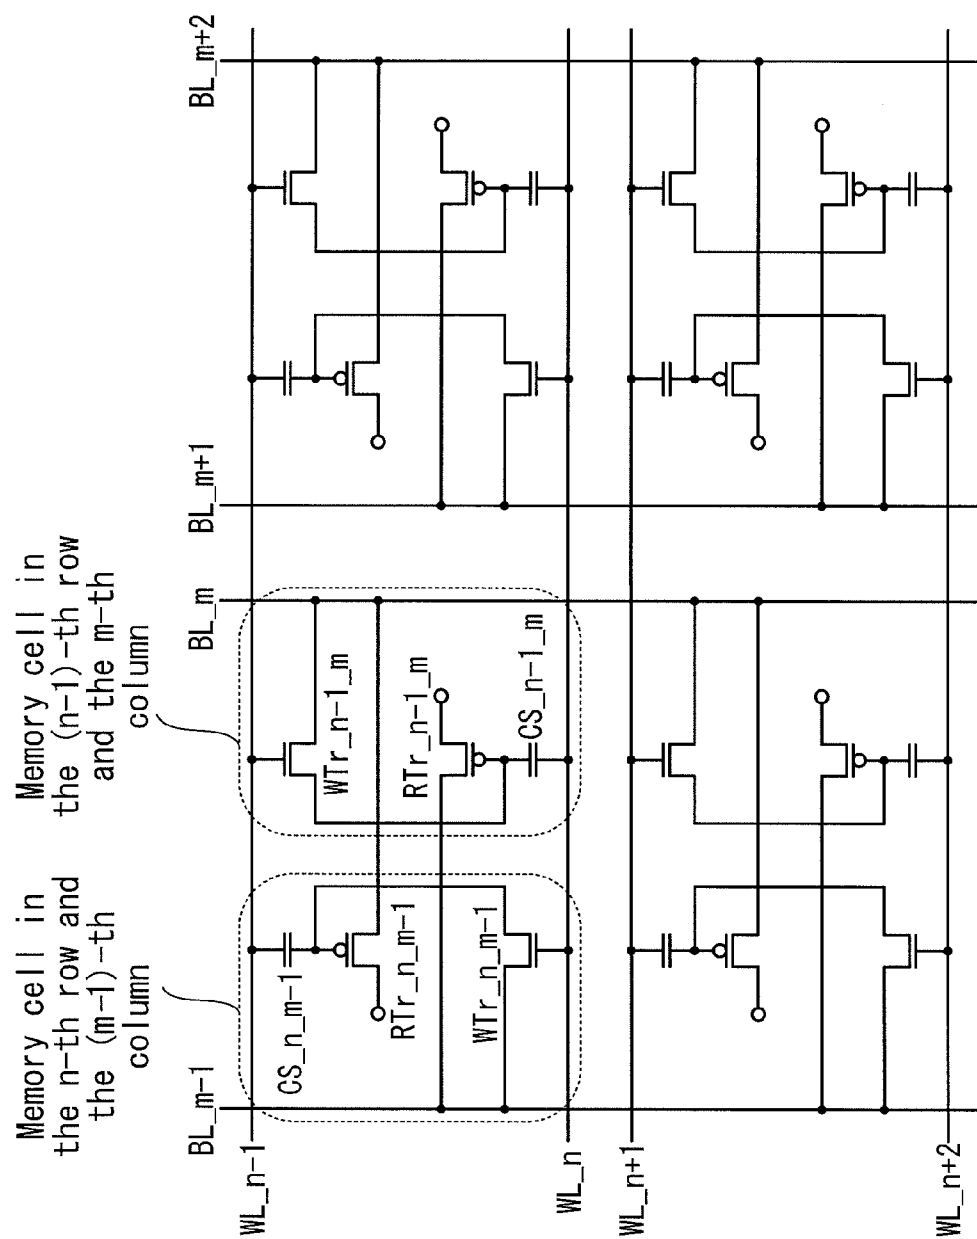 Memory cell in
the n-th row and
the (m-1)-th
column
Memory cell in
the (n-1)-th row
and the m-th
column
BL_m-1
BL_m
BL_m+1
BL_m+2
WL_n-1
WL_n
WL_n+1
WL_n+2
CS_n_m-1
RTr_n_m-1
WTr_n_m-1
WTr_n-1_m
RTr_n-1_m
CS_n-1_m